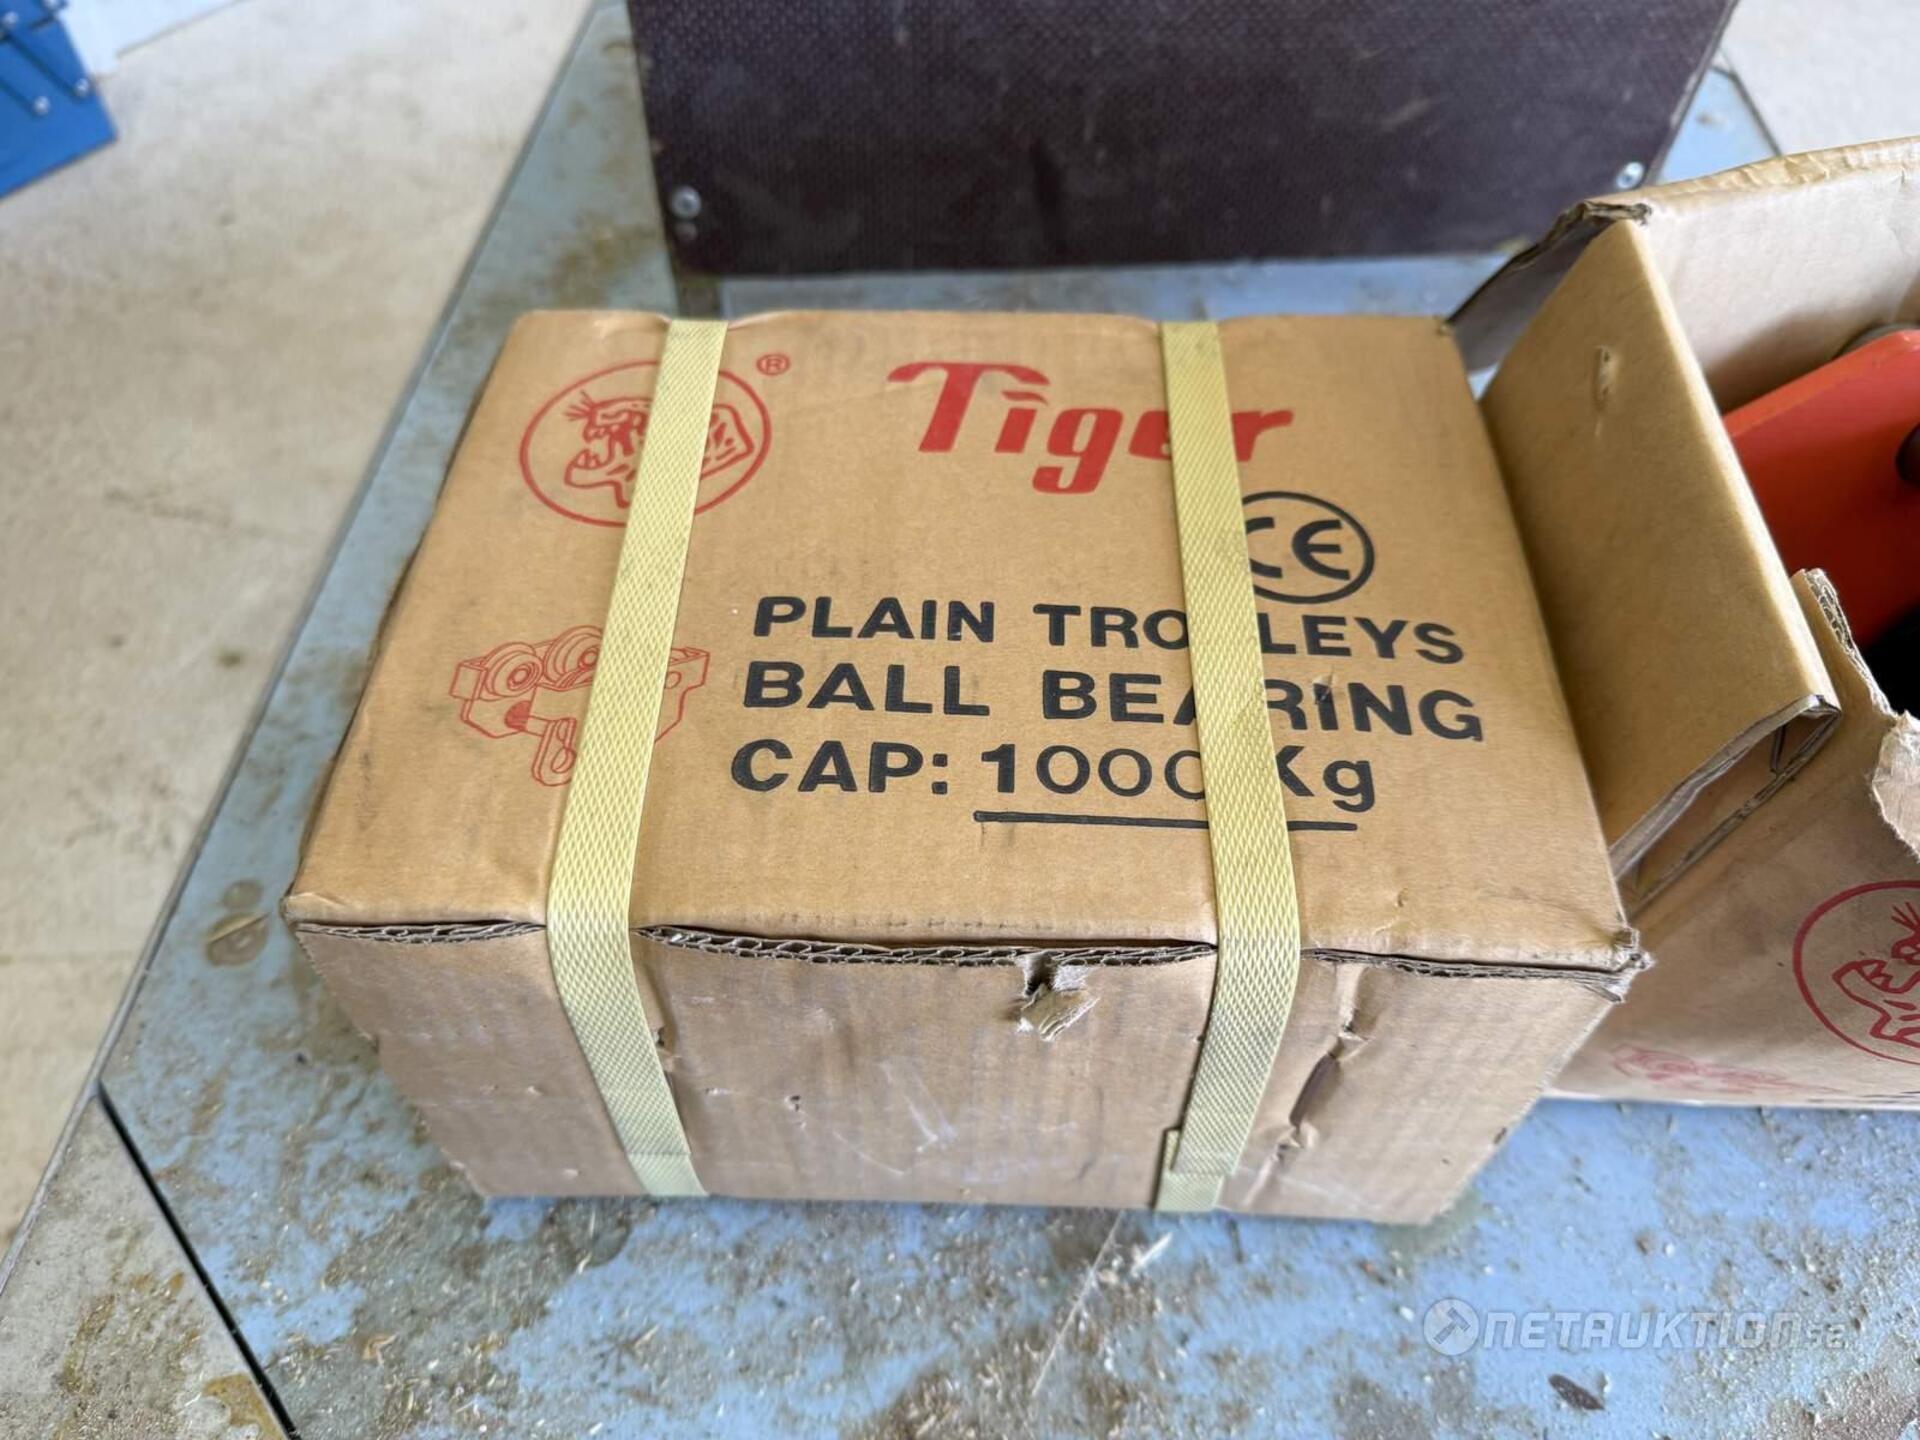 ®
Tiger
CE
PLAIN TROLLEYS
BALL BEARING
CAP: 1000Kg
NETAUKTION.se